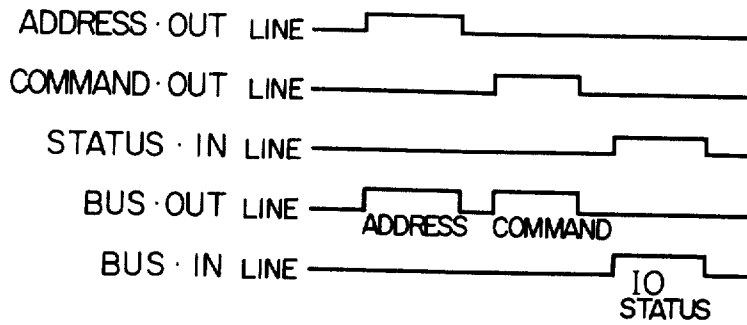 ADDRESS·OUT LINE
COMMAND·OUT LINE
STATUS·IN LINE
BUS·OUT LINE
ADDRESS COMMAND
BUS·IN LINE
IO
STATUS